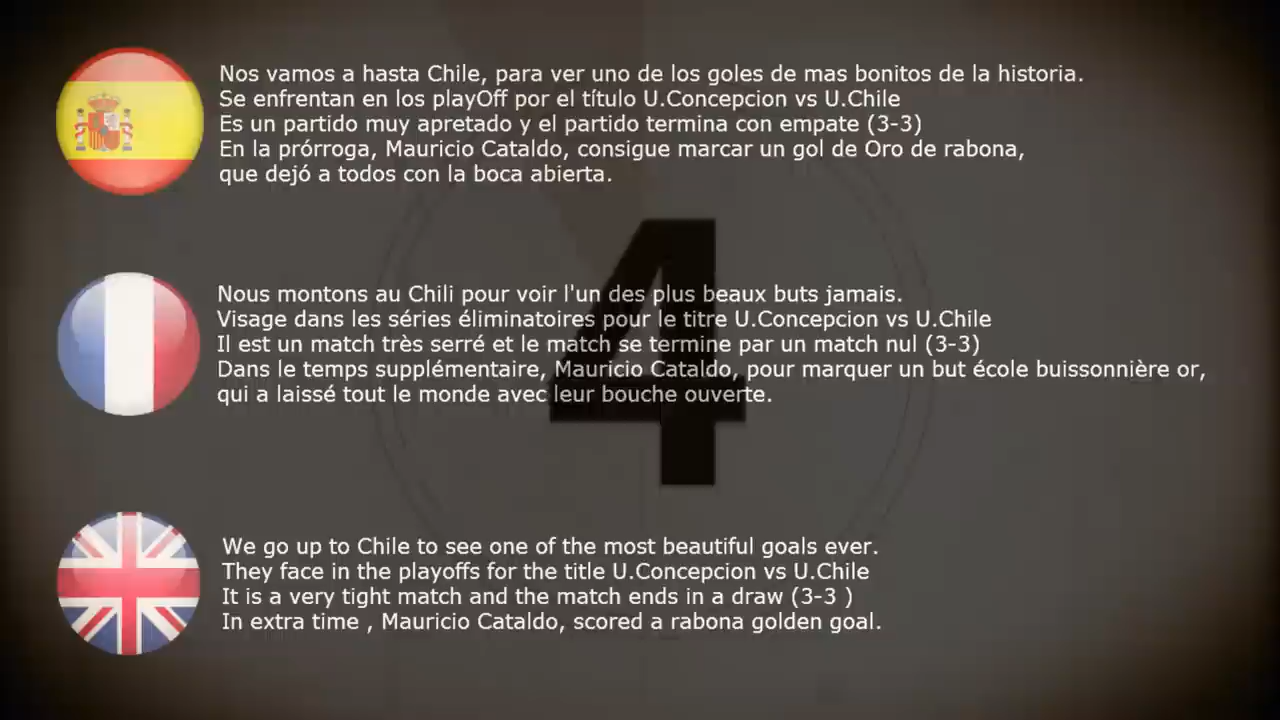 Nos vamos a hasta Chile, para ver uno de los goles de mas bonitos de la historia.
Se enfrentan en los playOff por el título U.Concepcion vs U.Chile
Es un partido muy apretado y el partido termina con empate (3-3)
En la prórroga, Mauricio Cataldo, consigue marcar un gol de Oro de rabona,
que dejó a todos con la boca abierta.
4
Nous montons au Chili pour voir l'un des plus beaux buts jamais.
Visage dans les séries éliminatoires pour le titre U.Concepcion vs U.Chile
Il est un match très serré et le match se termine par un match nul (3-3)
Dans le temps supplémentaire, Mauricio Cataldo, pour marquer un but école buissonnière or,
qui a laissé tout le monde avec leur bouche ouverte.
We go up to Chile to see one of the most beautiful goals ever.
They face in the playoffs for the title U.Concepcion vs U.Chile
It is a very tight match and the match ends in a draw (3-3 )
In extra time , Mauricio Cataldo, scored a rabona golden goal.